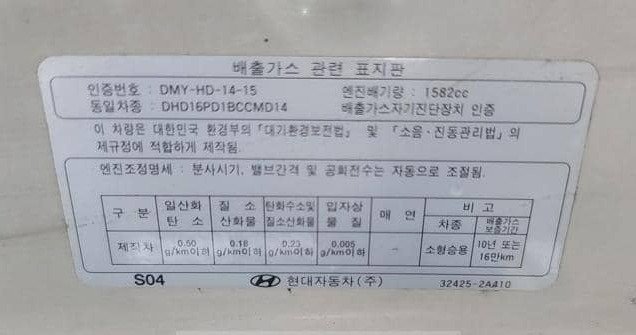 배출가스 관련 표지판
인증번호 : DMY-HD-14-15 엔진배기량 : 1582cc
동일차종 : DHD16PD1BCCMD14 배출가스자기진단장치 인증
이 차량은 대한민국 환경부의 「대기환경보전법」 및 「소음·진동관리법」의
제규정에 적합하게 제작됨.
엔진조정명세 : 분사시기, 밸브간격 및 공회전수는 자동으로 조절됨.
구 분 일산화탄소 질소산화물 탄화수소및질소산화물 입자상물질 매 연 비 고
차종 배출가스보증기간
제작차 0.50 g/km이하 0.18 g/km이하 0.23 g/km이하 0.005 g/km이하 - 소형승용 10년 또는 16만km
S04 현대자동차(주) 32425-2AA10